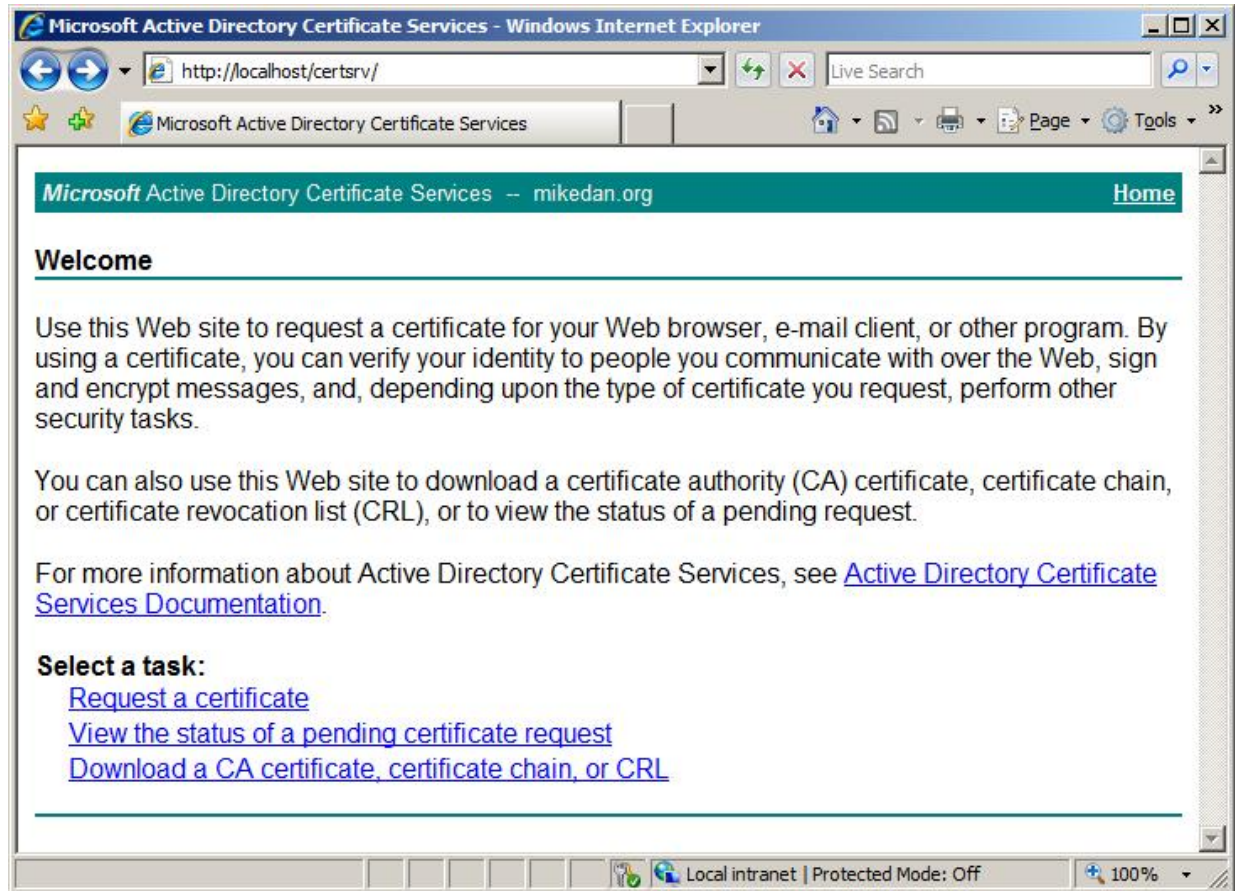 Microsoft Active Directory Certificate Services - Windows Internet Explorer
http://localhost/certsrv/
Live Search
Microsoft Active Directory Certificate Services
Page
Tools
»
Microsoft Active Directory Certificate Services -- mikedan.org
Home
Welcome
Use this Web site to request a certificate for your Web browser, e-mail client, or other program. By
using a certificate, you can verify your identity to people you communicate with over the Web, sign
and encrypt messages, and, depending upon the type of certificate you request, perform other
security tasks.
You can also use this Web site to download a certificate authority (CA) certificate, certificate chain,
or certificate revocation list (CRL), or to view the status of a pending request.
For more information about Active Directory Certificate Services, see Active Directory Certificate
Services Documentation.
Select a task:
Request a certificate
View the status of a pending certificate request
Download a CA certificate, certificate chain, or CRL
Local intranet | Protected Mode: Off
100%